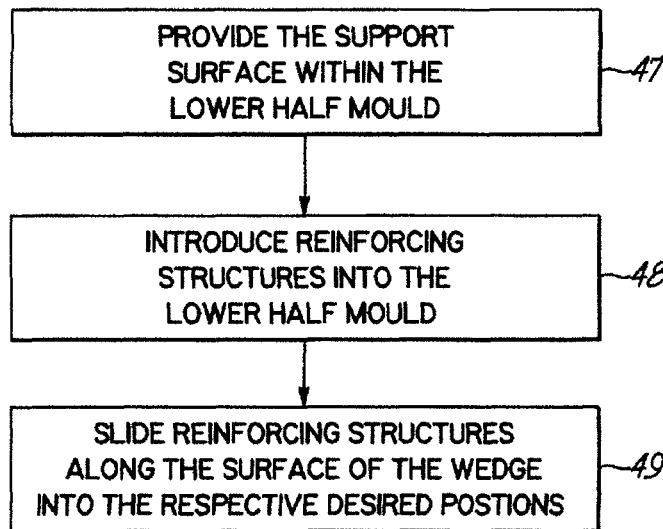 PROVIDE THE SUPPORT
SURFACE WITHIN THE
LOWER HALF MOULD
47
INTRODUCE REINFORCING
STRUCTURES INTO THE
LOWER HALF MOULD
48
SLIDE REINFORCING STRUCTURES
ALONG THE SURFACE OF THE WEDGE
INTO THE RESPECTIVE DESIRED POSTIONS
49